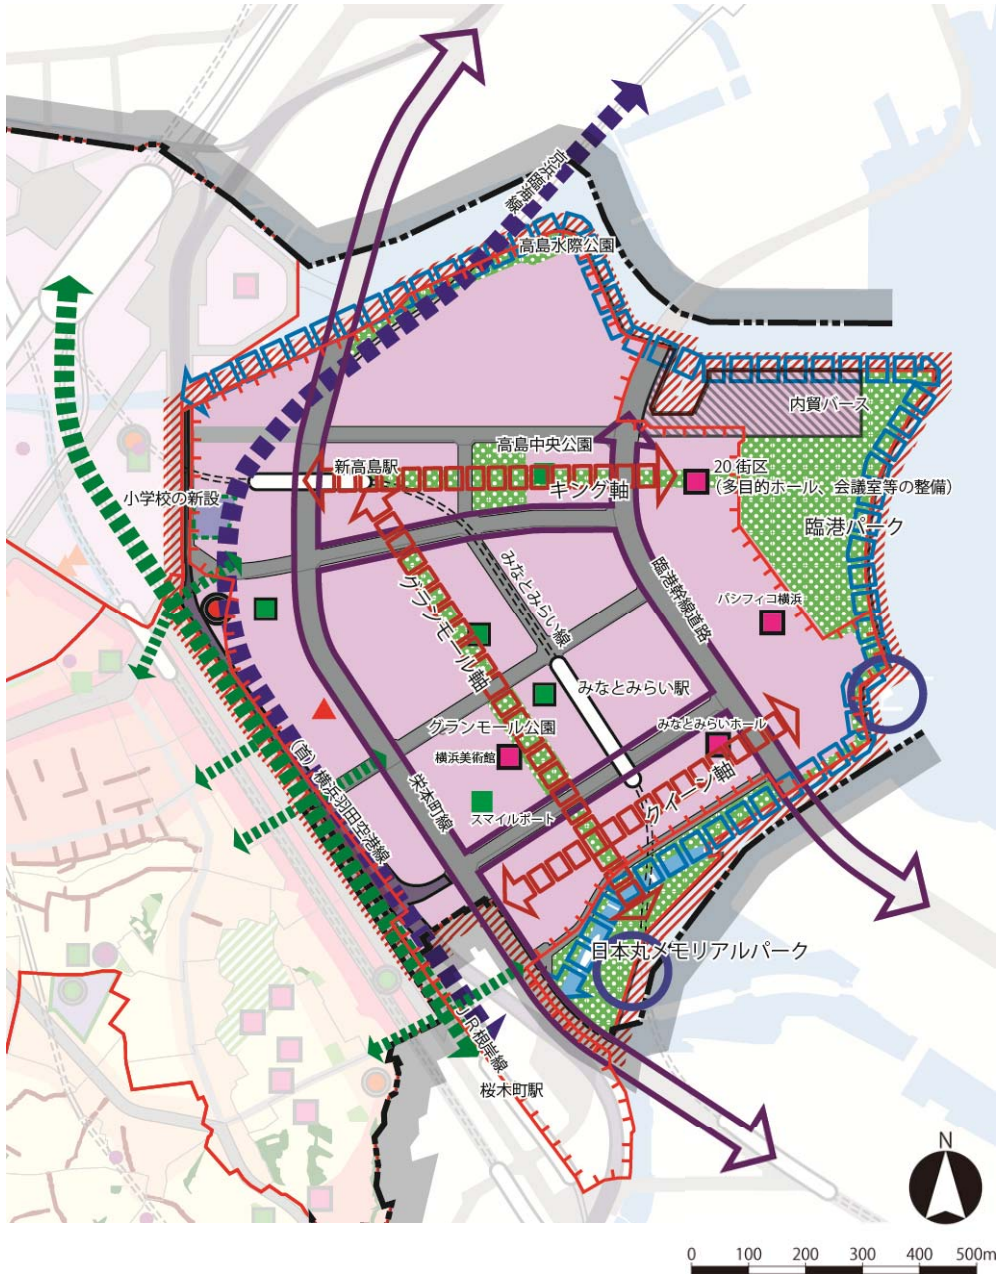 京浜臨海線
高島水際公園
内貿バース
高島中央公園
新高島駅
20 街区
(多目的ホール、会議室等の整備)
キング軸
小学校の新設
臨港パーク
みなとみらい線
臨港幹線道路
グランモール軸
パシフィコ横浜
みなとみらい駅
グランモール公園
みなとみらいホール
横浜美術館
(首)横浜羽田空港線
栄本町線
クイーン軸
スマイルポート
日本丸メモリアルパーク
JR根岸線
桜木町駅
N
0 100 200 300 400 500m